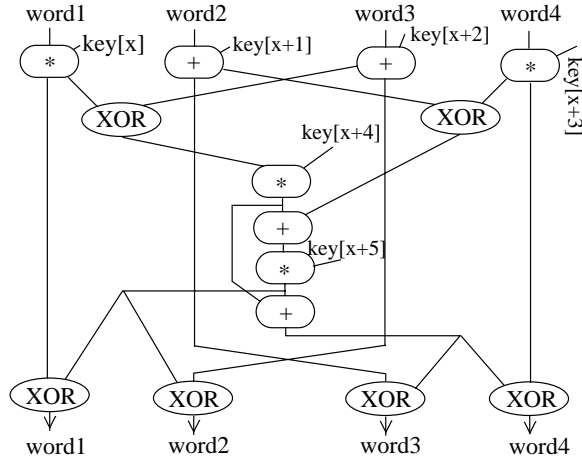 word1 word2 word3 word4
* key[x] + key[x+1] + key[x+2] * key[x+3]
XOR XOR
key[x+4]
*
+
key[x+5]
*
+
XOR XOR XOR XOR
word1 word2 word3 word4